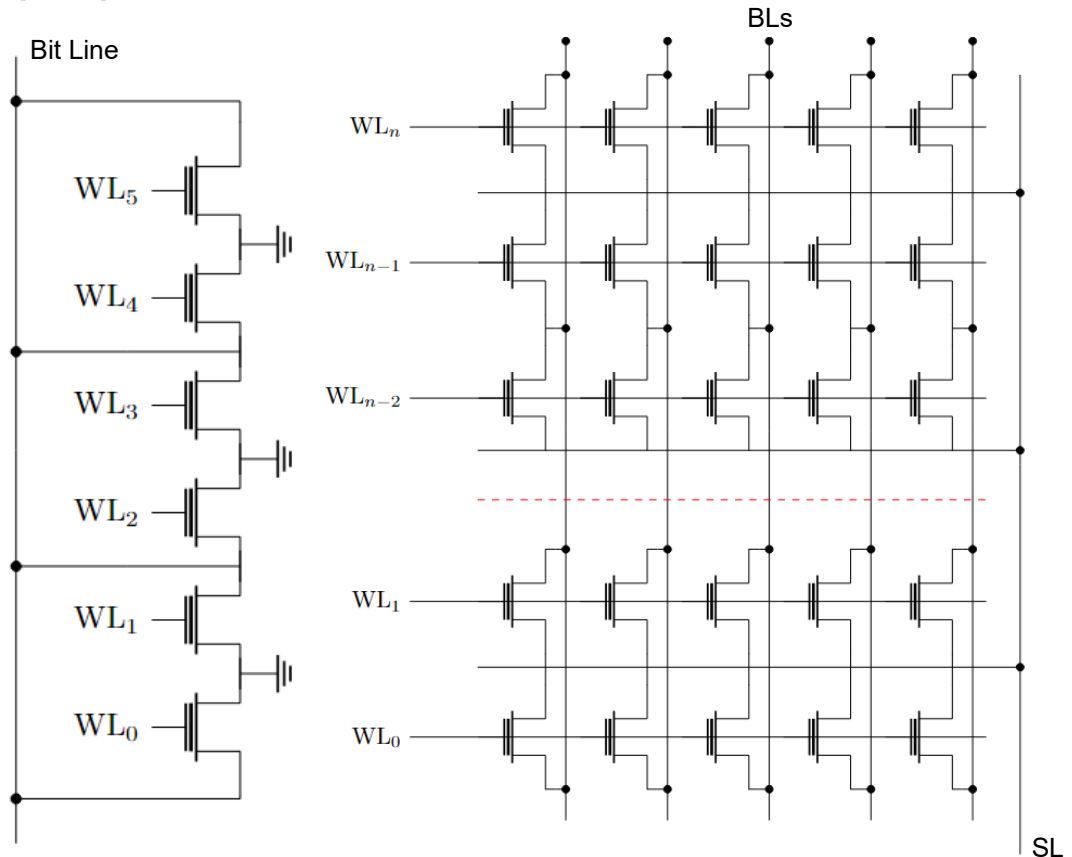 BLs
Bit Line
WL₅
WL₄
WL₃
WL₂
WL₁
WL₀
WLₙ
WLₙ₋₁
WLₙ₋₂
WL₁
WL₀
SL